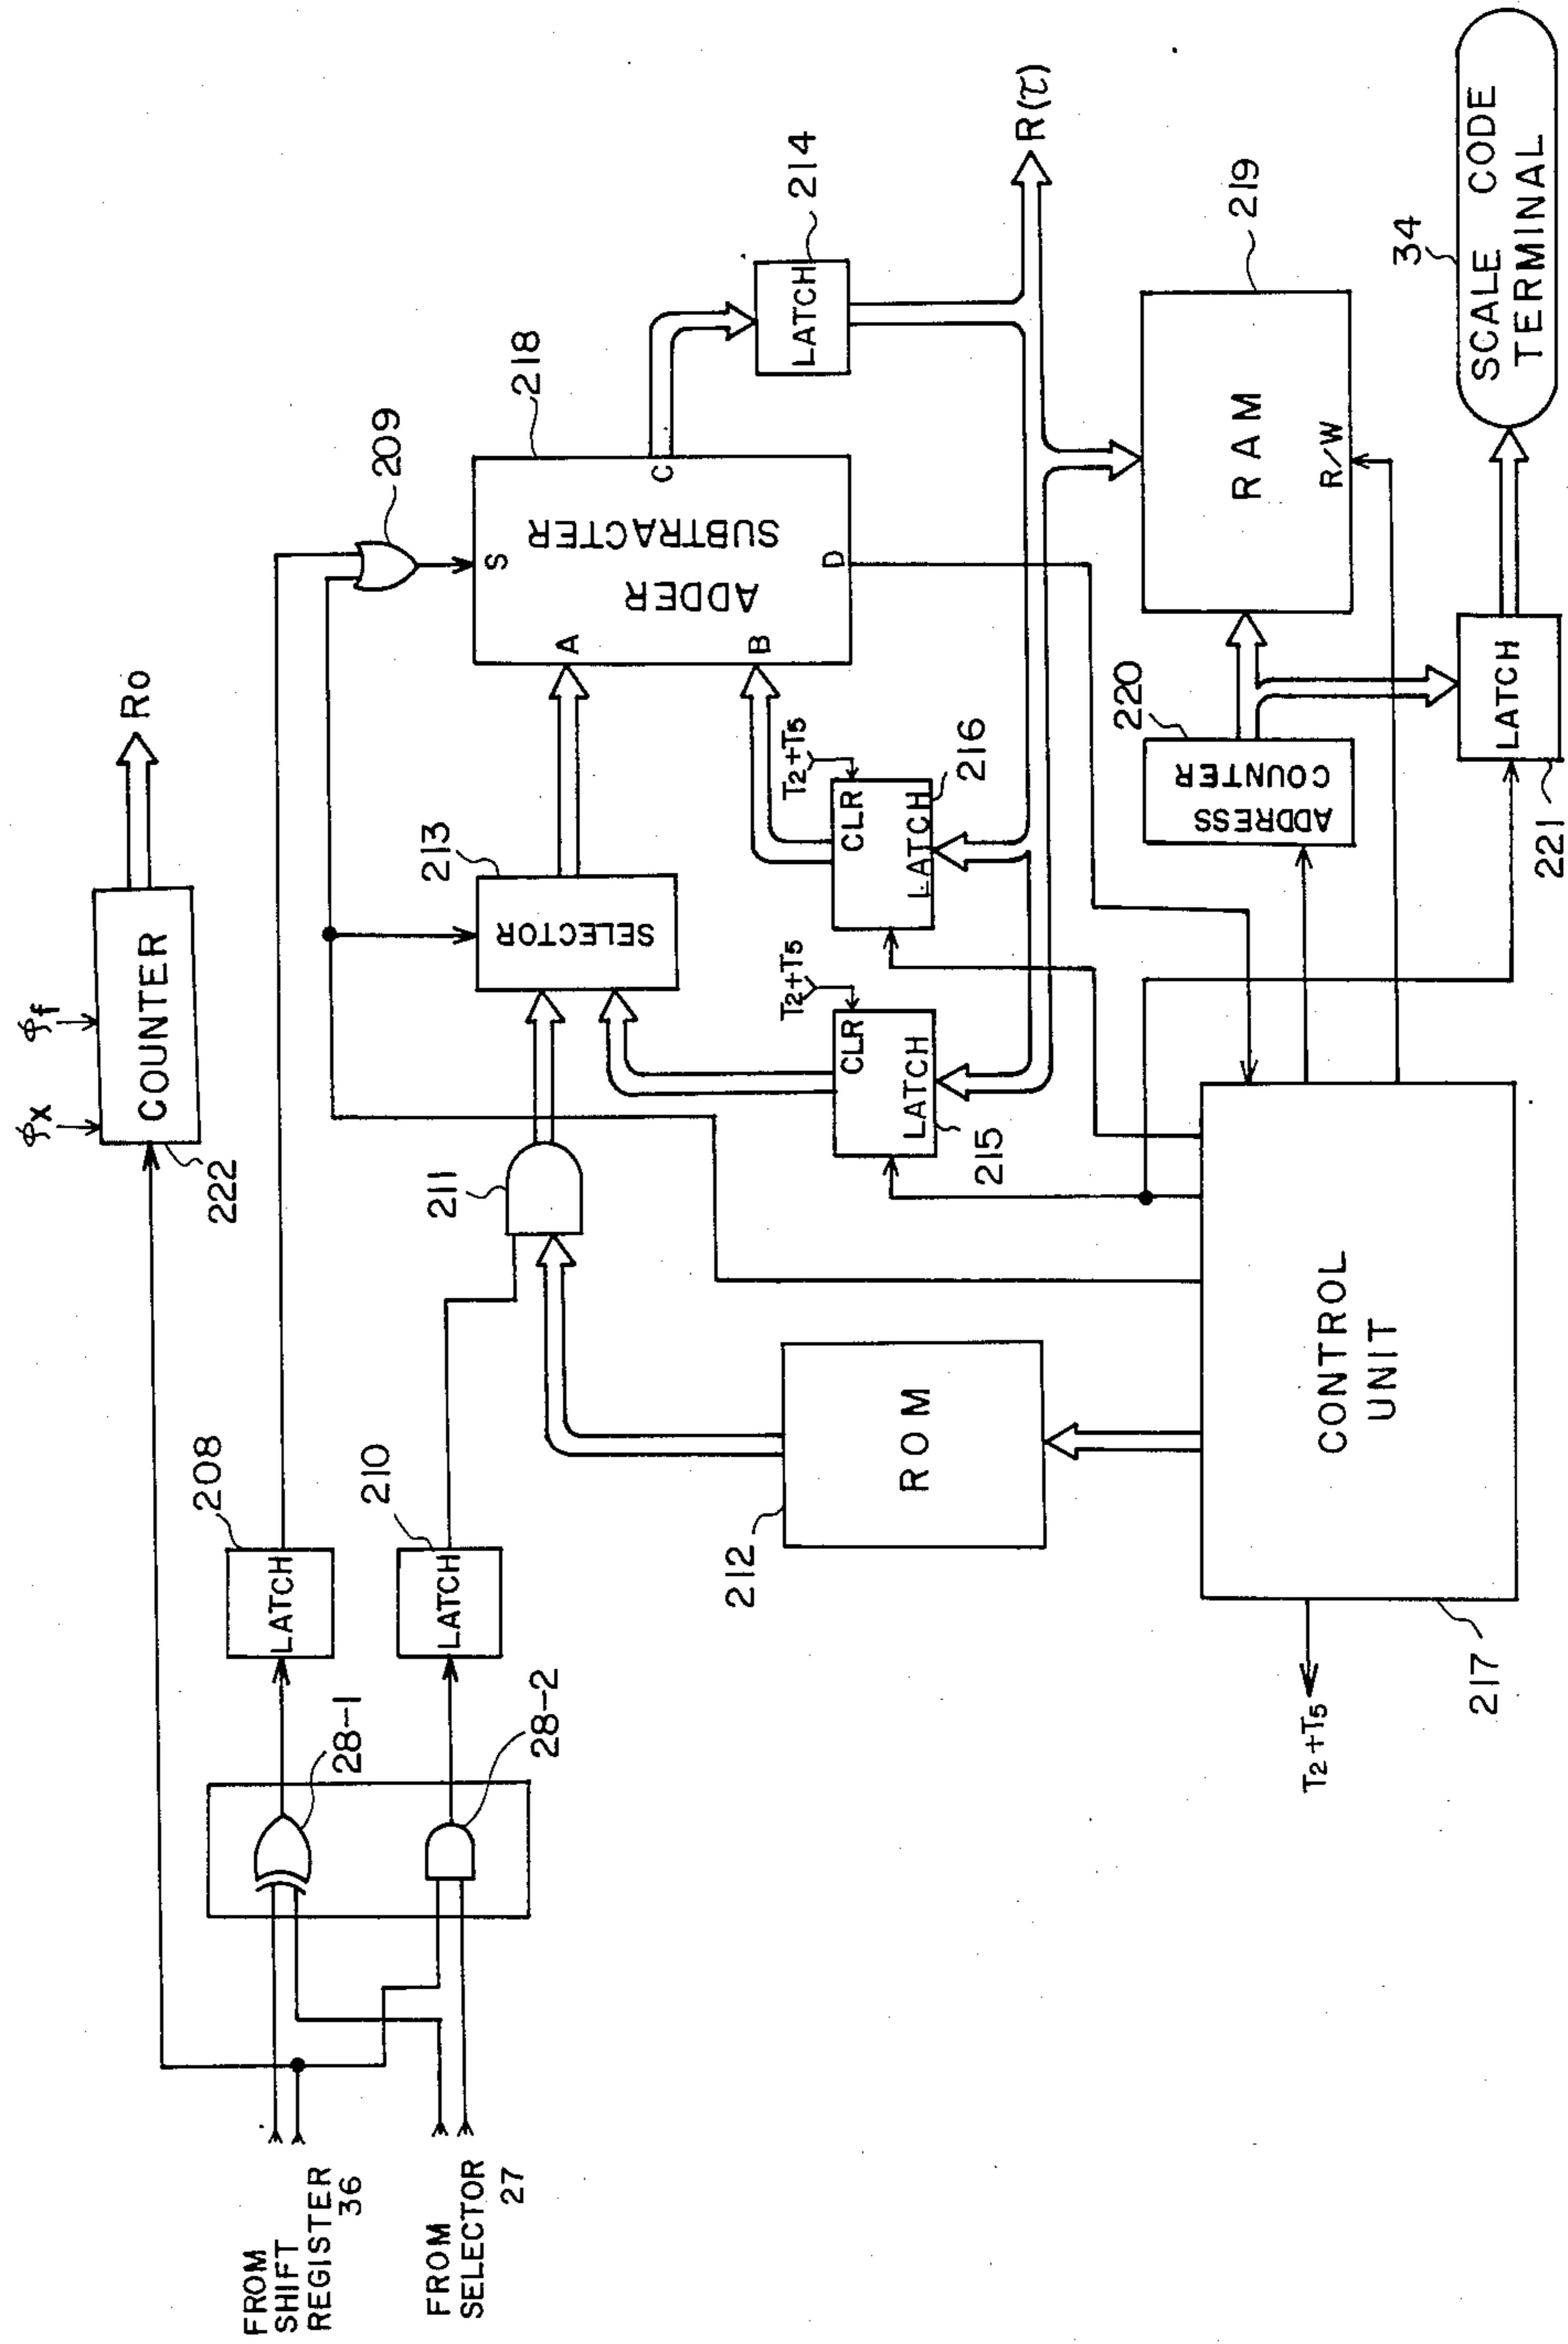 FROM
SHIFT
REGISTER
36
FROM
SELECTOR
27
28-1
28-2
LATCH
208
LATCH
210
φx
φf
COUNTER
222
Ro
211
ROM
212
SELECTOR
213
209
S
A
B
C
D
ADDER
SUBTRACTER
218
LATCH
214
R(τ)
CLR
LATCH
215
T2+T5
CLR
LATCH
216
T2+T5
CONTROL
UNIT
217
T2+T5
ADDRESS
COUNTER
220
RAM
R/W
219
LATCH
221
SCALE CODE
TERMINAL
34